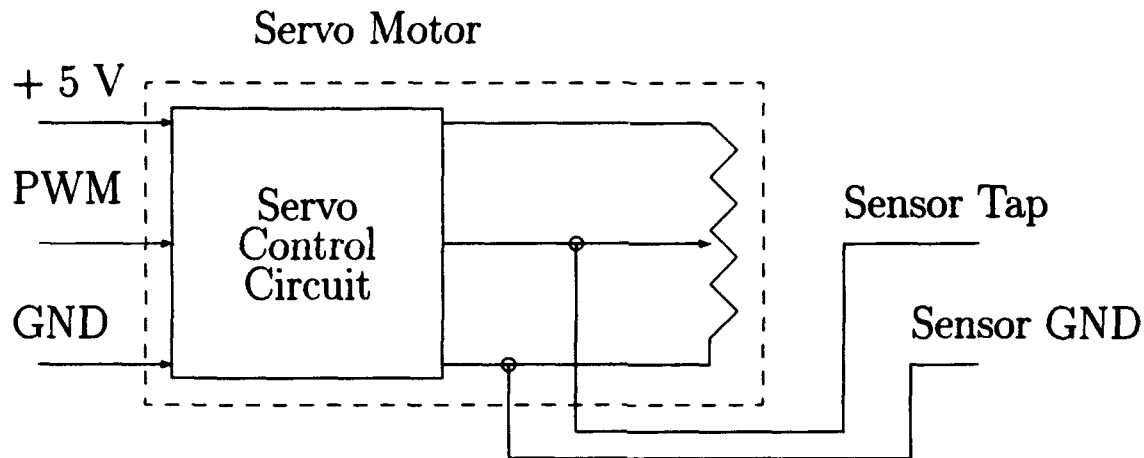 Servo Motor
+ 5 V
PWM
GND
Servo
Control
Circuit
Sensor Tap
Sensor GND